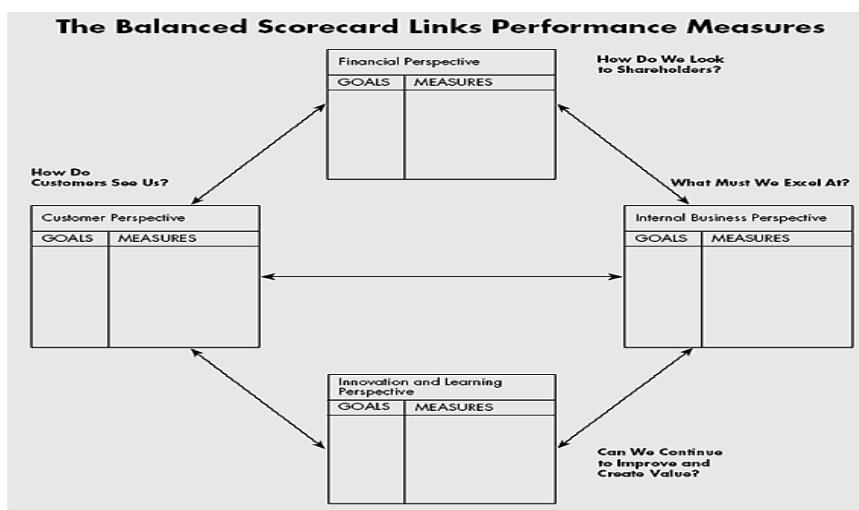 The Balanced Scorecard Links Performance Measures
Financial Perspective
GOALS MEASURES
How Do We Look
to Shareholders?
How Do
Customers See Us?
Customer Perspective
GOALS MEASURES
What Must We Excel At?
Internal Business Perspective
GOALS MEASURES
Innovation and Learning
Perspective
GOALS MEASURES
Can We Continue
to Improve and
Create Value?